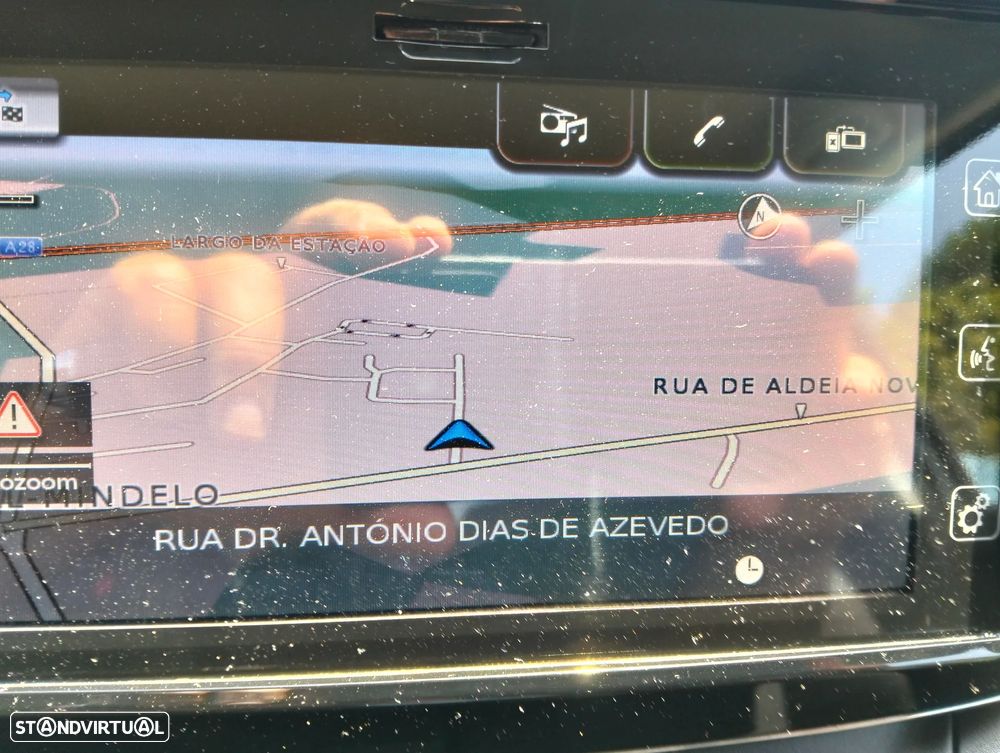 N
A28
LARGO DA ESTAÇÃO
RUA DE ALDEIA NOV
ozoom
MINDELO
RUA DR. ANTÓNIO DIAS DE AZEVEDO
STANDVIRTUAL